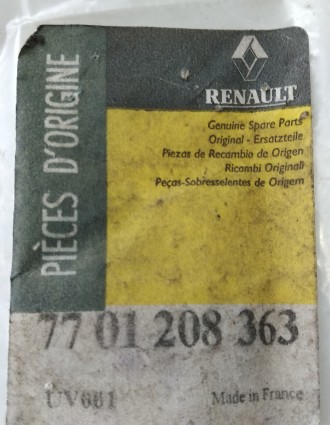 PIÈCES D'ORIGINE
RENAULT
Genuine Spare Parts
Original - Ersatzteile
Piezas de Recambio de Origen
Ricambi Originali
Peças-Sobresselentes de Origem
77 01 208 363
UV661
Made in France